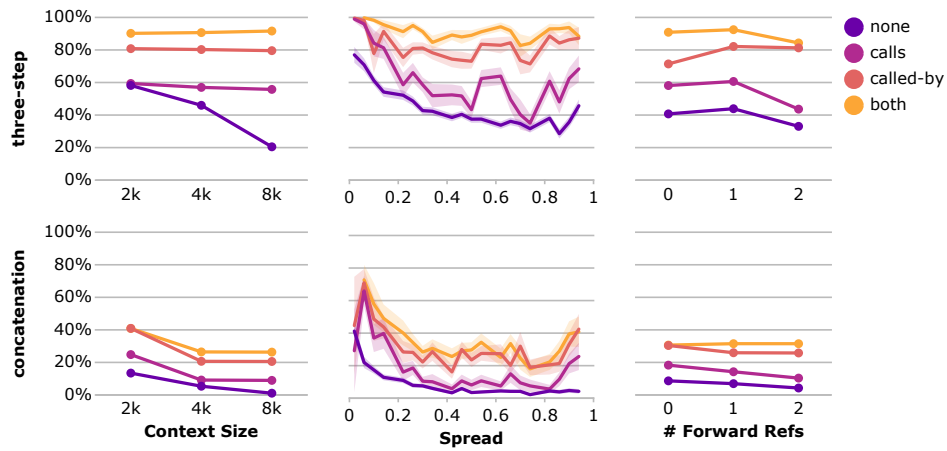 three-step
100%
80%
60%
40%
20%
0%
2k 4k 8k
0 0.2 0.4 0.6 0.8 1
0 1 2
none
calls
called-by
both
concatenation
100%
80%
60%
40%
20%
0%
2k 4k 8k
Context Size
0 0.2 0.4 0.6 0.8 1
Spread
0 1 2
# Forward Refs